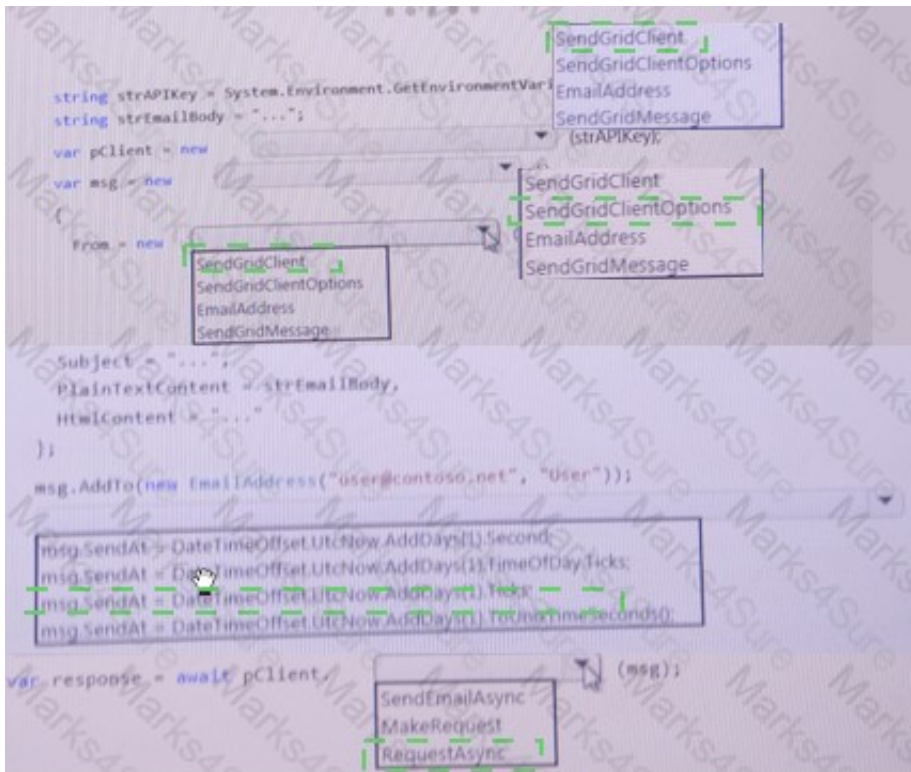 SendGridClient
SendGridClientOptions
EmailAddress
SendGridMessage
string strAPIKey = System.Environment.GetEnvironmentVari
string strEmailBody = "...";
var pClient = new (strAPIKey);
var msg = new ()
SendGridClient
SendGridClientOptions
EmailAddress
SendGridMessage
{
From = new
SendGridClient
SendGridClientOptions
EmailAddress
SendGridMessage
Subject = "...",
PlainTextContent = strEmailBody,
HtmlContent = "..."
};
msg.AddTo(new EmailAddress("user@contoso.net", "User"));
msg.SendAt = DateTimeOffset.UtcNow.AddDays(1).Second;
msg.SendAt = DateTimeOffset.UtcNow.AddDays(1).TimeOfDay.Ticks;
msg.SendAt = DateTimeOffset.UtcNow.AddDays(1).Ticks;
msg.SendAt = DateTimeOffset.UtcNow.AddDays(1).ToUnixTimeSeconds();
var response = await pClient. (msg);
SendEmailAsync
MakeRequest
RequestAsync
Marks4Sure